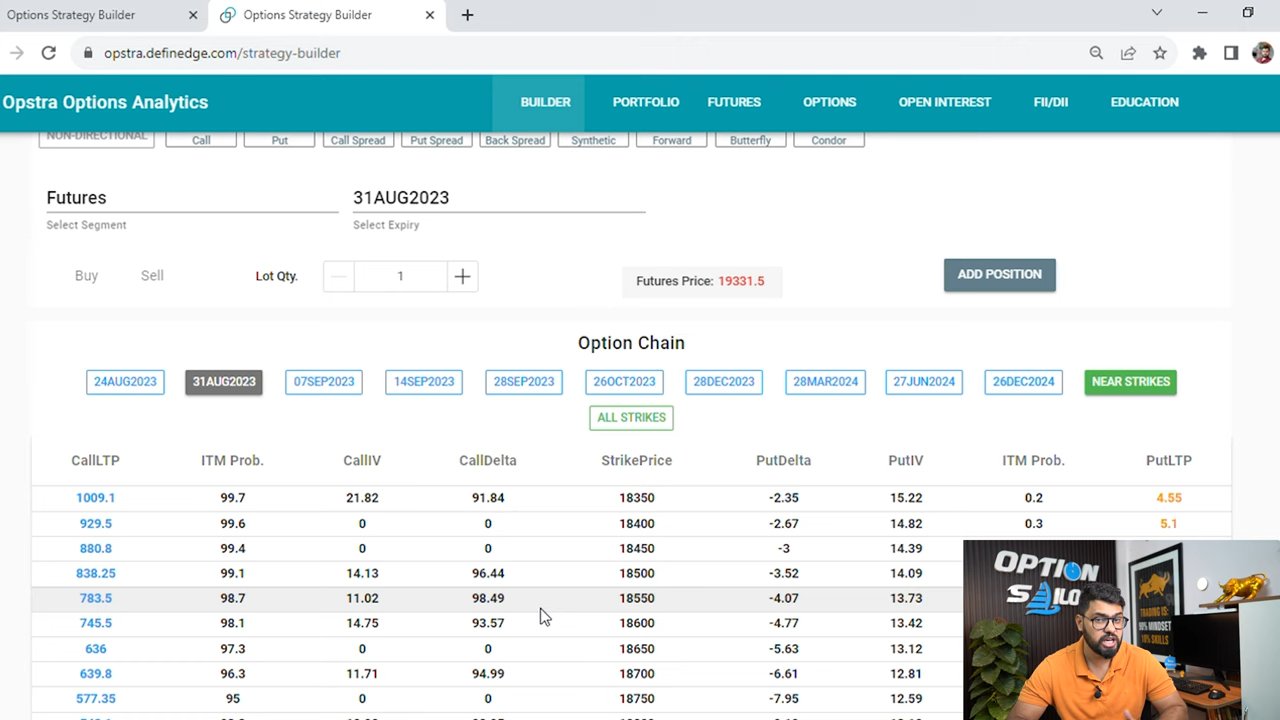 Options Strategy Builder
Options Strategy Builder
opstra.definedge.com/strategy-builder
Opstra Options Analytics
BUILDER PORTFOLIO FUTURES OPTIONS OPEN INTEREST FII/DII EDUCATION
NON-DIRECTIONAL Call Put Call Spread Put Spread Back Spread Synthetic Forward Butterfly Condor
Futures 31AUG2023
Select Segment Select Expiry
Buy Sell Lot Qty. 1 Futures Price: 19331.5 ADD POSITION
Option Chain
24AUG2023 31AUG2023 07SEP2023 14SEP2023 28SEP2023 26OCT2023 28DEC2023 28MAR2024 27JUN2024 26DEC2024 NEAR STRIKES
ALL STRIKES
CallLTP ITM Prob. CallIV CallDelta StrikePrice PutDelta PutIV ITM Prob. PutLTP
1009.1 99.7 21.82 91.84 18350 -2.35 15.22 0.2 4.55
929.5 99.6 0 0 18400 -2.67 14.82 0.3 5.1
880.8 99.4 0 0 18450 -3 14.39
838.25 99.1 14.13 96.44 18500 -3.52 14.09
783.5 98.7 11.02 98.49 18550 -4.07 13.73
745.5 98.1 14.75 93.57 18600 -4.77 13.42
636 97.3 0 0 18650 -5.63 13.12
639.8 96.3 11.71 94.99 18700 -6.61 12.81
577.35 95 0 0 18750 -7.95 12.59
OPTION
TRADING IS:
90% MINDSET
10% SKILLS